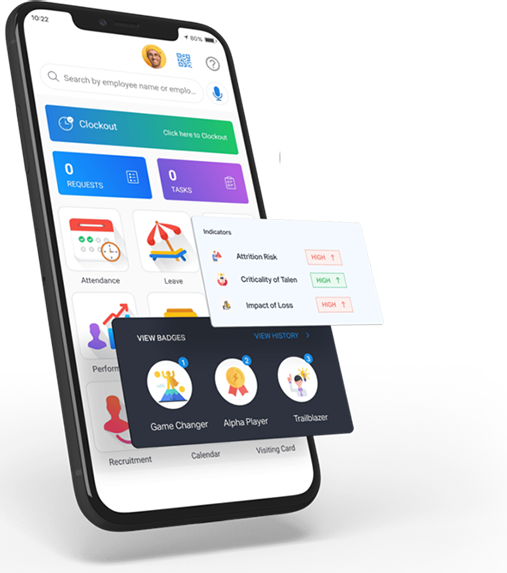 10:22
80%
Search by employee name or emplo...
Clockout
Click here to Clockout
0
REQUESTS
0
TASKS
Attendance
Leave
Indicators
Attrition Risk
HIGH ↑
Criticality of Talen
HIGH ↑
Impact of Loss
HIGH ↑
Perform
VIEW BADGES
VIEW HISTORY >
1
2
3
Game Changer
Alpha Player
Trailblazer
Recruitment
Calendar
Visiting Card